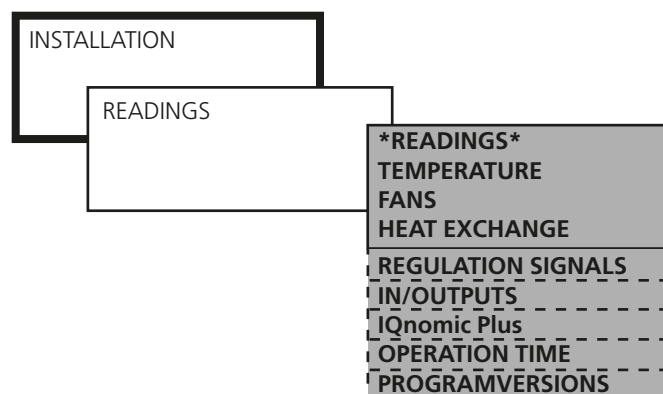 INSTALLATION
READINGS
*READINGS*
TEMPERATURE
FANS
HEAT EXCHANGE
REGULATION SIGNALS
IN/OUTPUTS
IQnomic Plus
OPERATION TIME
PROGRAMVERSIONS